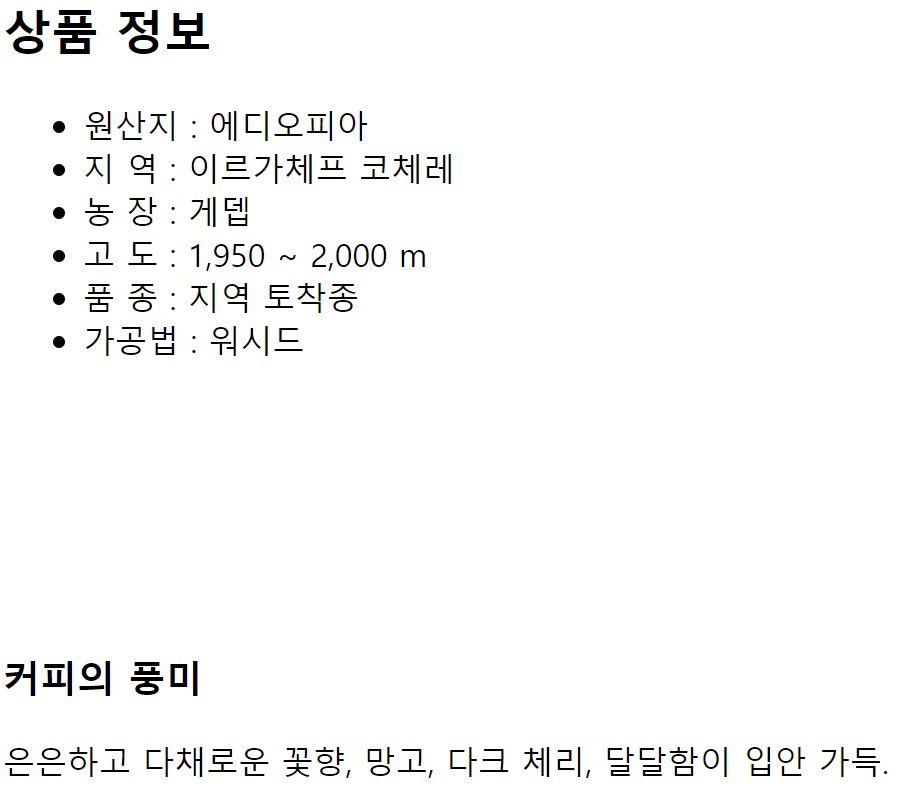 상품 정보
원산지 : 에디오피아
지 역 : 이르가체프 코체레
농 장 : 게뎁
고 도 : 1,950 ~ 2,000 m
품 종 : 지역 토착종
가공법 : 워시드
커피의 풍미
은은하고 다채로운 꽃향, 망고, 다크 체리, 달달함이 입안 가득.